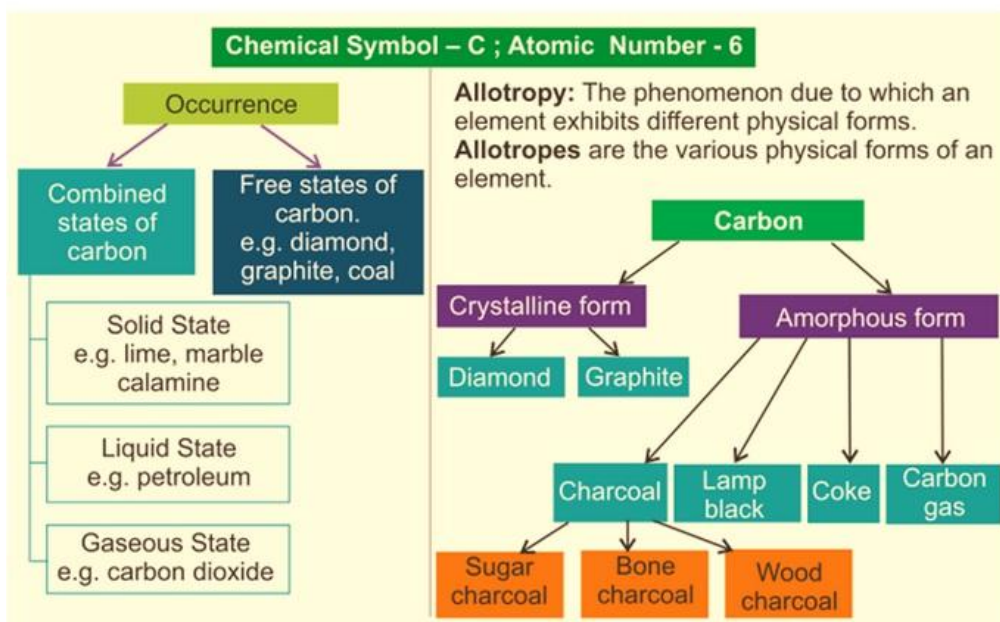 Chemical Symbol – C ; Atomic Number - 6
Occurrence
Combined
states of
carbon
Free states of
carbon.
e.g. diamond,
graphite, coal
Solid State
e.g. lime, marble
calamine
Liquid State
e.g. petroleum
Gaseous State
e.g. carbon dioxide
Allotropy: The phenomenon due to which an
element exhibits different physical forms.
Allotropes are the various physical forms of an
element.
Carbon
Crystalline form
Amorphous form
Diamond
Graphite
Charcoal
Lamp
black
Coke
Carbon
gas
Sugar
charcoal
Bone
charcoal
Wood
charcoal